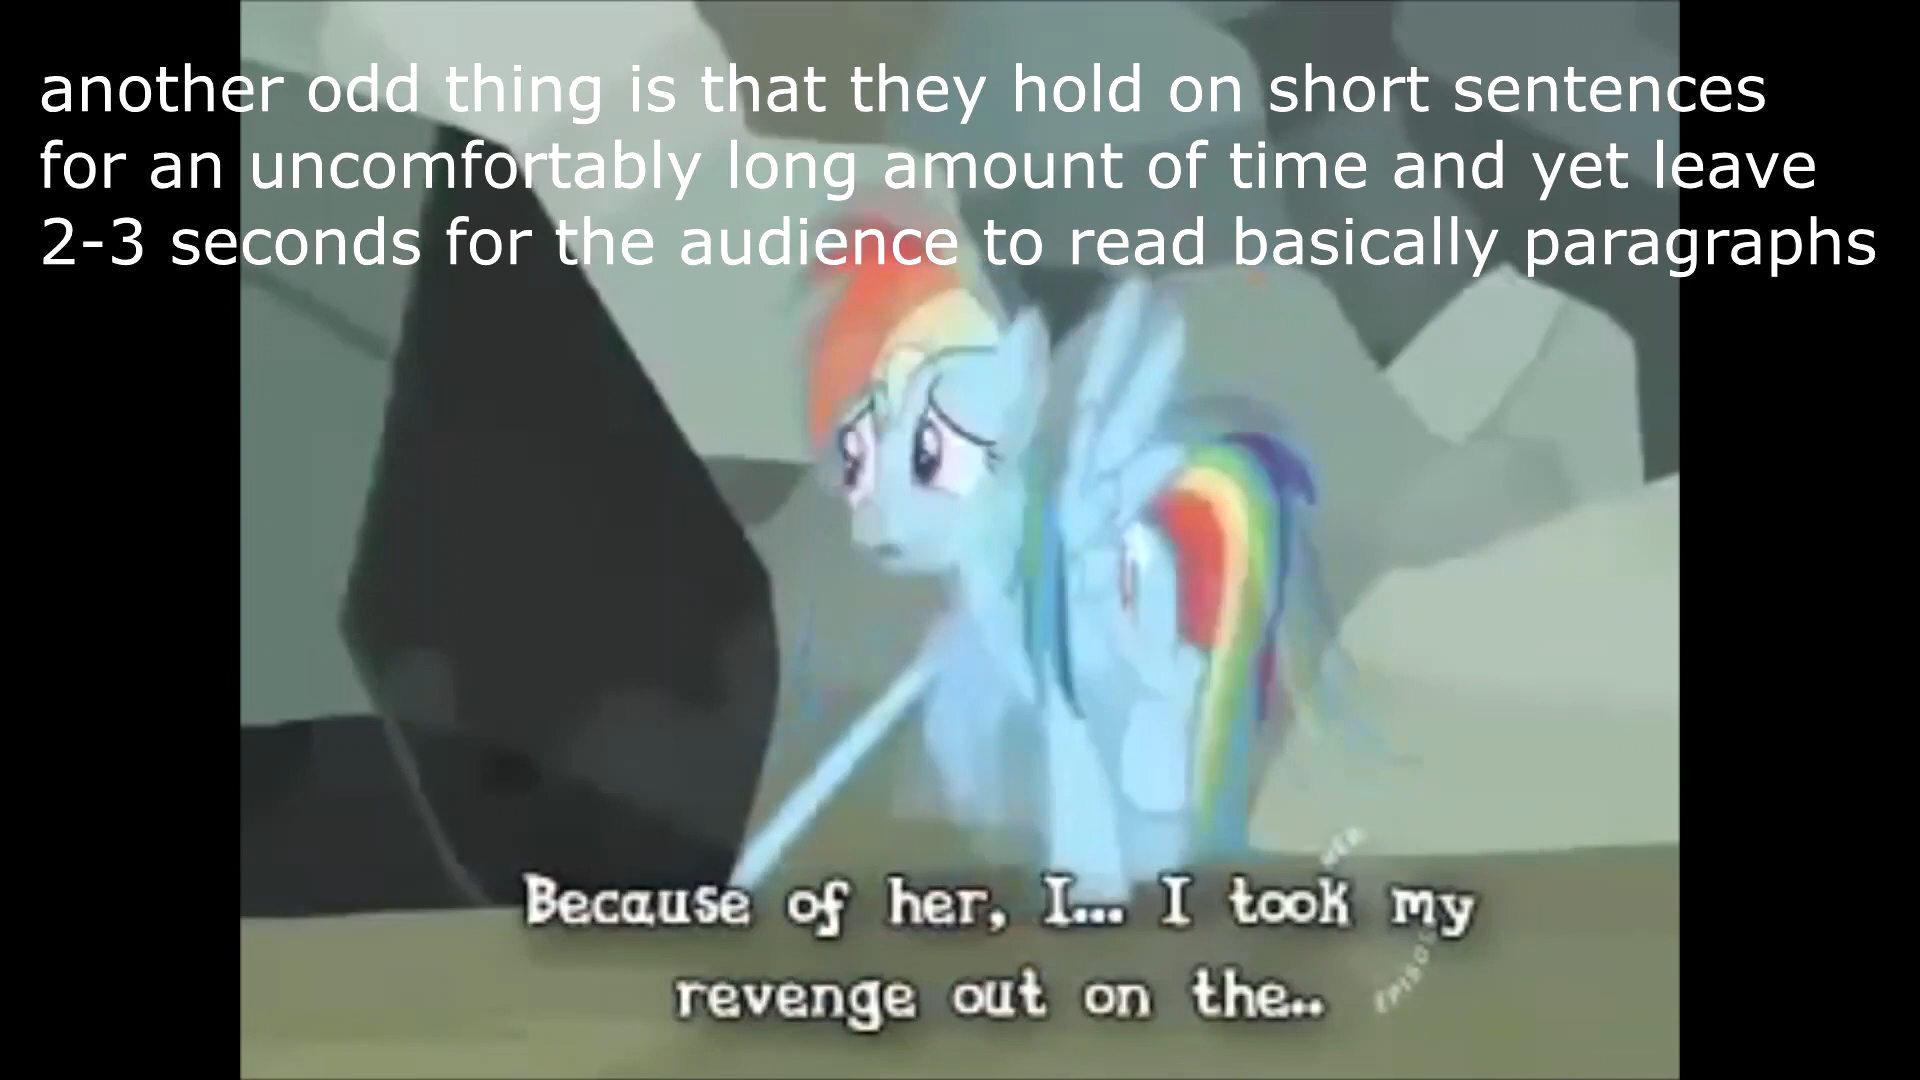 another odd thing is that they hold on short sentences
for an uncomfortably long amount of time and yet leave
2-3 seconds for the audience to read basically paragraphs
Because of her, I... I took my
revenge out on the..